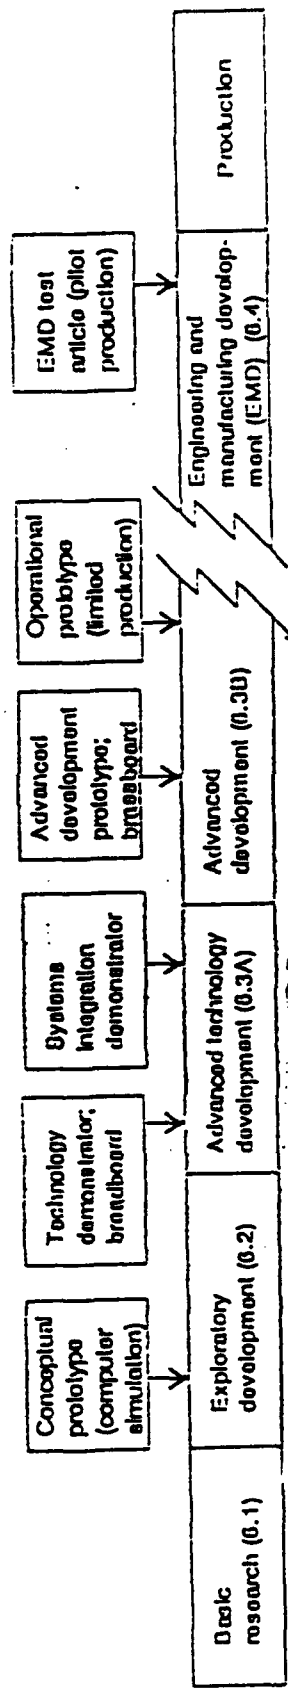 Conceptual
prototype
(computer
simulation)
Technology
demonstrator;
breadboard
Systems
integration
demonstrator
Advanced
development
prototype;
brassboard
Operational
prototype
(limited
production)
EMD test
article (pilot
production)
Basic
research (6.1)
Exploratory
development (6.2)
Advanced technology
development (6.3A)
Advanced
development (6.3B)
Engineering and
manufacturing develop-
ment (EMD) (6.4)
Production